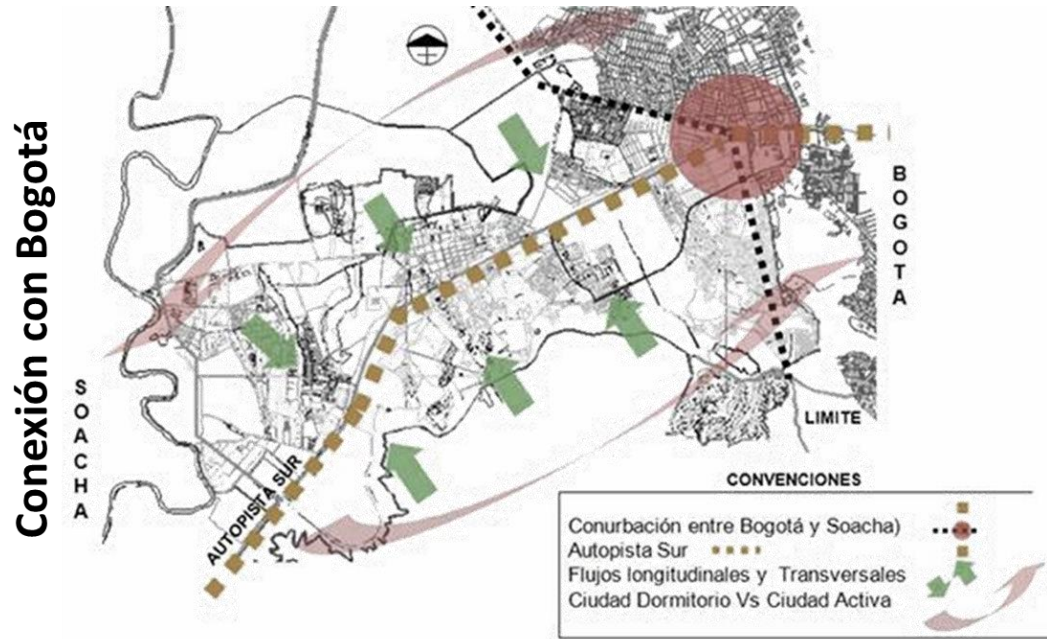 Conexión con Bogotá
BOGOTA
SOACHA
LIMITE
AUTOPISTA SUR
CONVENCIONES
Conurbación entre Bogotá y Soacha)
Autopista Sur
Flujos longitudinales y Transversales
Ciudad Dormitorio Vs Ciudad Activa